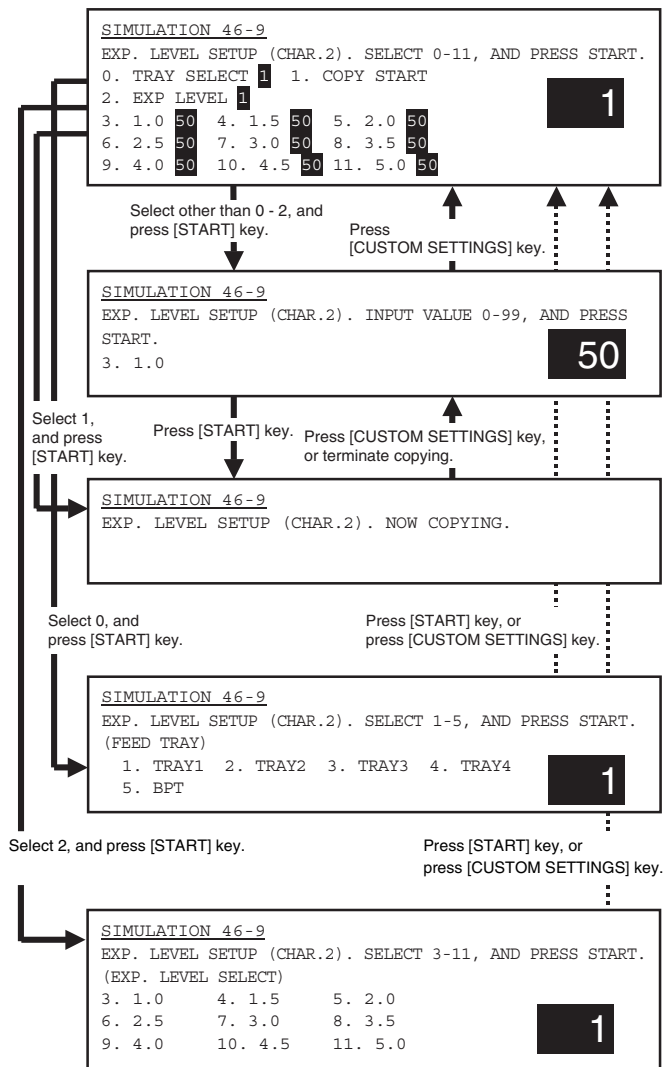 SIMULATION 46-9
EXP. LEVEL SETUP (CHAR.2). SELECT 0-11, AND PRESS START.
0. TRAY SELECT 1 1. COPY START
2. EXP LEVEL 1
1
3. 1.0 50 4. 1.5 50 5. 2.0 50
6. 2.5 50 7. 3.0 50 8. 3.5 50
9. 4.0 50 10. 4.5 50 11. 5.0 50
Select other than 0 - 2, and
press [START] key.
Press
[CUSTOM SETTINGS] key.
SIMULATION 46-9
EXP. LEVEL SETUP (CHAR.2). INPUT VALUE 0-99, AND PRESS
START.
3. 1.0
50
Select 1,
and press
[START] key.
Press [START] key.
Press [CUSTOM SETTINGS] key,
or terminate copying.
SIMULATION 46-9
EXP. LEVEL SETUP (CHAR.2). NOW COPYING.
Select 0, and
press [START] key.
Press [START] key, or
press [CUSTOM SETTINGS] key.
SIMULATION 46-9
EXP. LEVEL SETUP (CHAR.2). SELECT 1-5, AND PRESS START.
(FEED TRAY)
1. TRAY1 2. TRAY2 3. TRAY3 4. TRAY4
5. BPT
1
Select 2, and press [START] key.
Press [START] key, or
press [CUSTOM SETTINGS] key.
SIMULATION 46-9
EXP. LEVEL SETUP (CHAR.2). SELECT 3-11, AND PRESS START.
(EXP. LEVEL SELECT)
3. 1.0 4. 1.5 5. 2.0
6. 2.5 7. 3.0 8. 3.5
9. 4.0 10. 4.5 11. 5.0
1